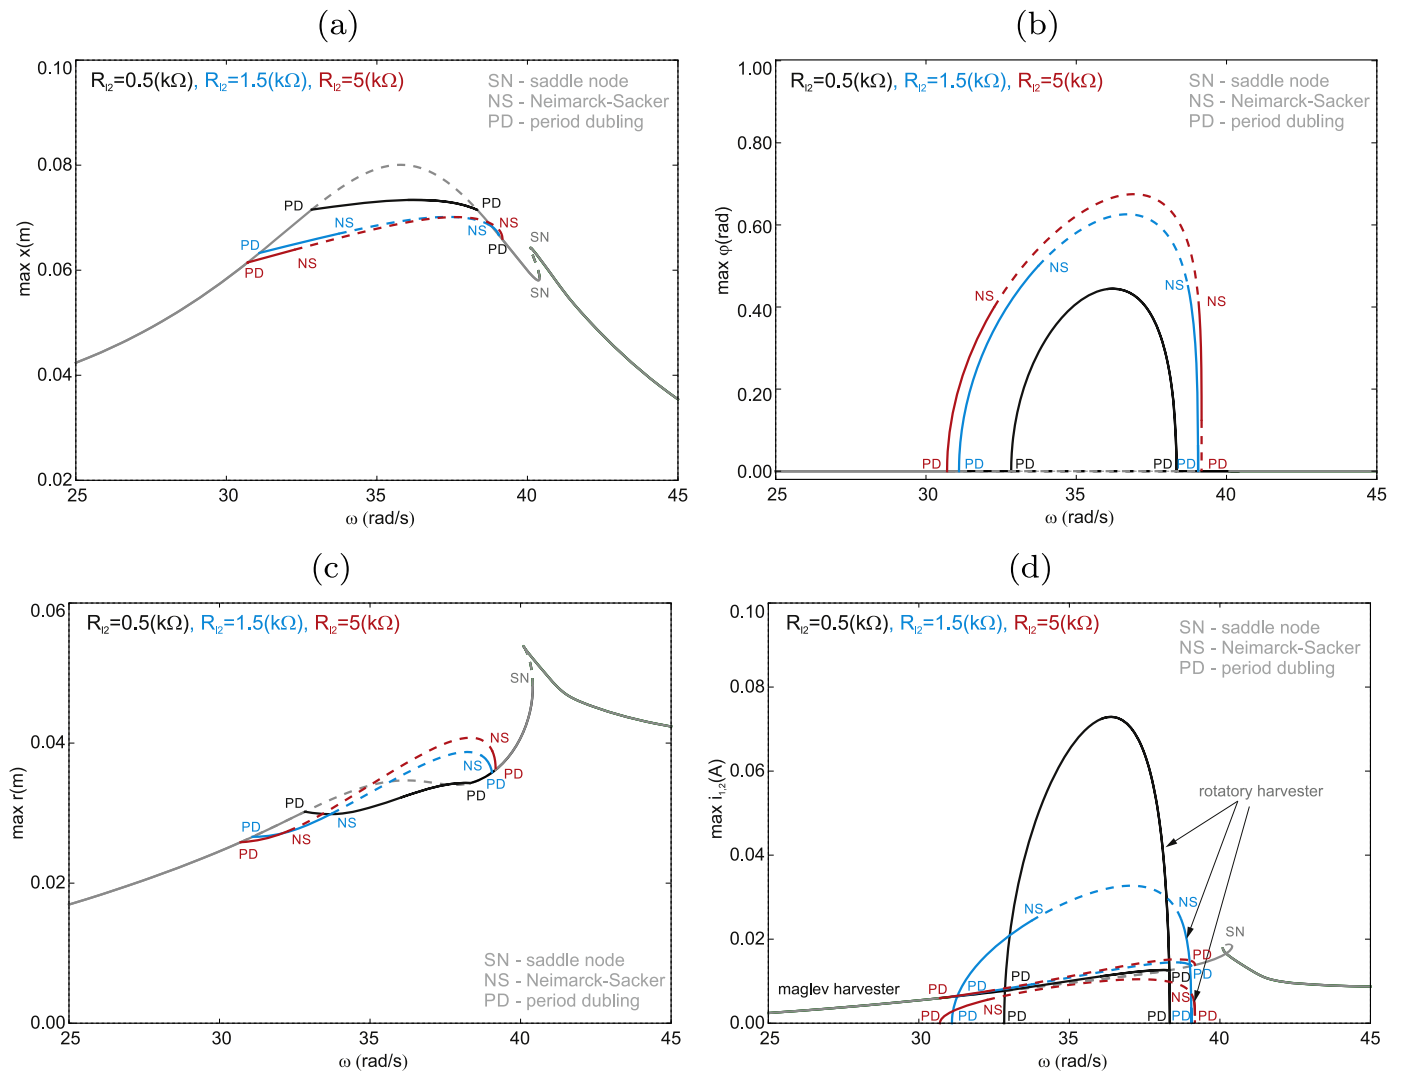 (a)
R_l2=0.5(kΩ), R_l2=1.5(kΩ), R_l2=5(kΩ)
SN - saddle node
NS - Neimarck-Sacker
PD - period dubling
max x(m)
0.10
0.08
0.06
0.04
0.02
PD
PD
NS
NS
NS
PD
PD
NS
PD
SN
SN
25
30
35
40
45
ω (rad/s)
(b)
R_l2=0.5(kΩ), R_l2=1.5(kΩ), R_l2=5(kΩ)
SN - saddle node
NS - Neimarck-Sacker
PD - period dubling
max φ(rad)
1.00
0.80
0.60
0.40
0.20
0.00
NS
NS
NS
NS
PD
PD
PD
PD
PD
PD
25
30
35
40
45
ω (rad/s)
(c)
R_l2=0.5(kΩ), R_l2=1.5(kΩ), R_l2=5(kΩ)
max r(m)
0.06
0.04
0.02
0.00
SN
NS
NS
PD
PD
PD
PD
PD
NS
NS
PD
SN - saddle node
NS - Neimarck-Sacker
PD - period dubling
25
30
35
40
45
ω (rad/s)
(d)
R_l2=0.5(kΩ), R_l2=1.5(kΩ), R_l2=5(kΩ)
SN - saddle node
NS - Neimarck-Sacker
PD - period dubling
max i_1,2(A)
0.10
0.08
0.06
0.04
0.02
0.00
rotatory harvester
maglev harvester
NS
NS
SN
PD
PD
PD
PD
PD
PD
NS
NS
PD
PD
PD
PD
PD
PD
25
30
35
40
45
ω (rad/s)